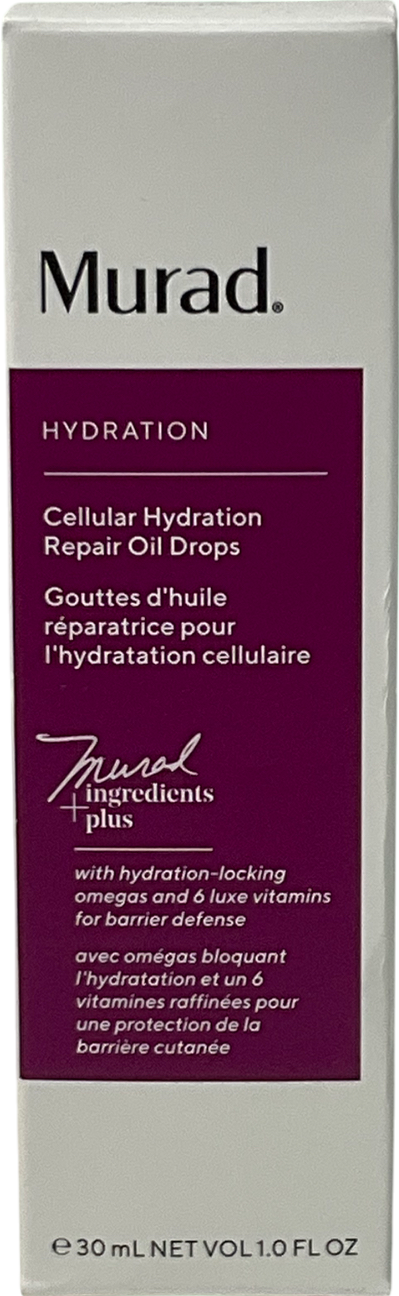 Murad®
HYDRATION
Cellular Hydration
Repair Oil Drops
Gouttes d'huile
réparatrice pour
l'hydratation cellulaire
Murad
+ingredients
plus
with hydration-locking
omegas and 6 luxe vitamins
for barrier defense
avec omégas bloquant
l'hydratation et un 6
vitamines raffinées pour
une protection de la
barrière cutanée
℮ 30 mL NET VOL 1.0 FL OZ